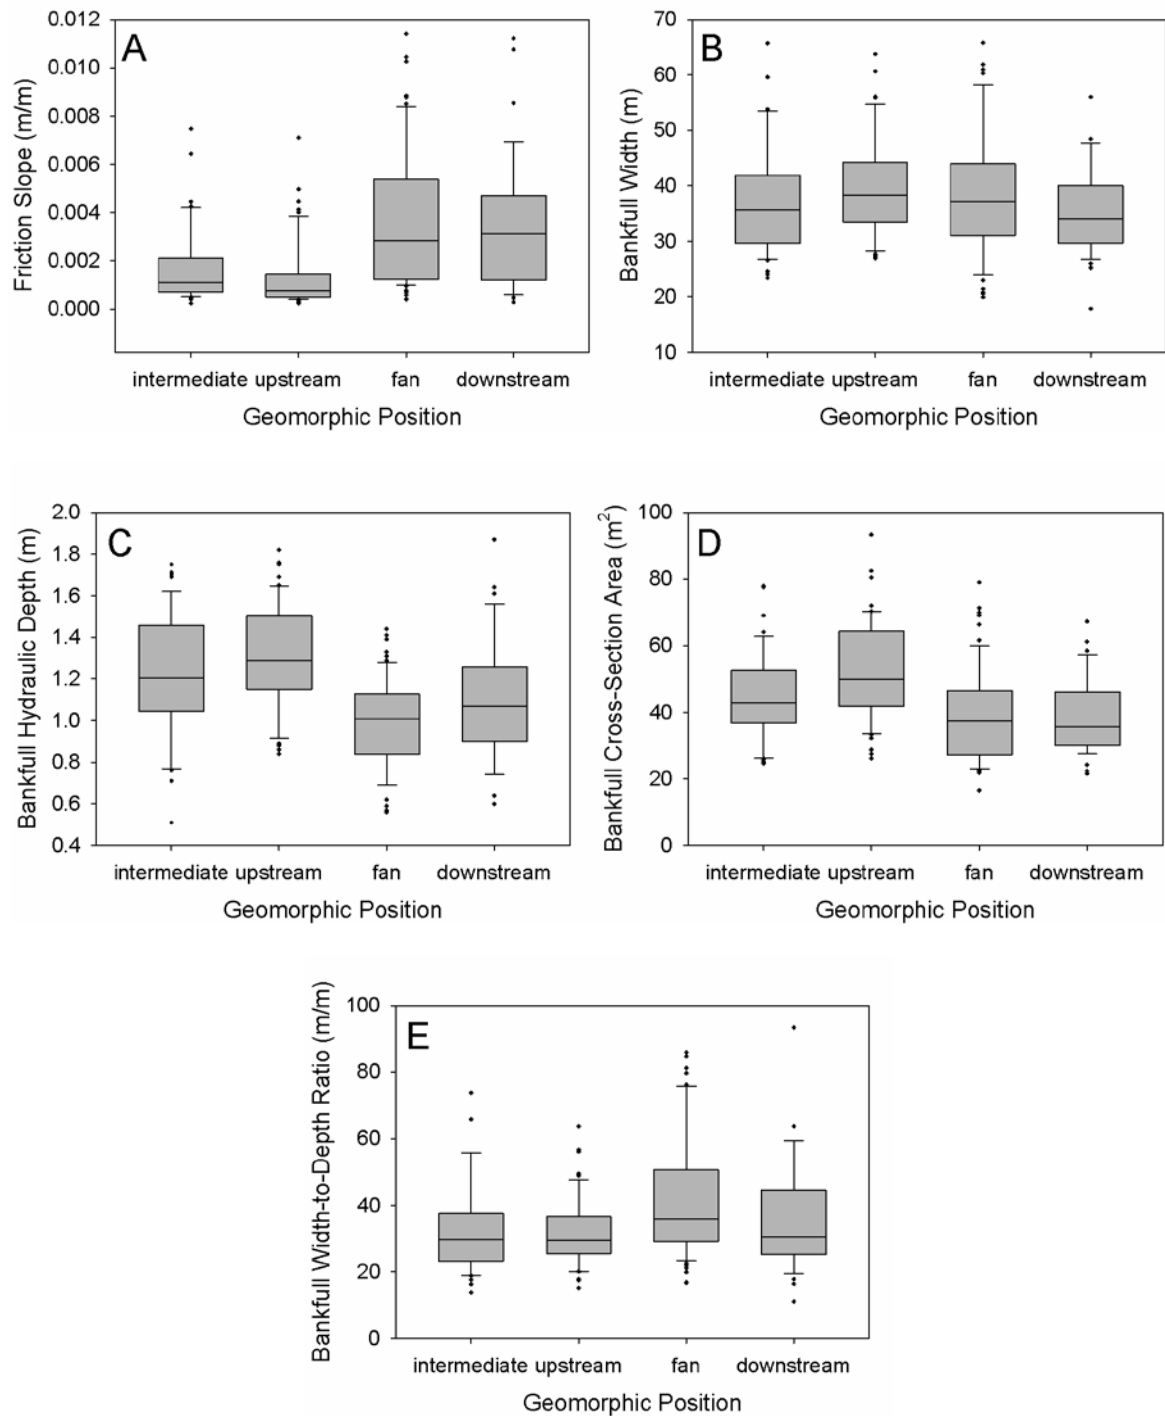 A
Friction Slope (m/m)
0.012
0.010
0.008
0.006
0.004
0.002
0.000
intermediate upstream fan downstream
Geomorphic Position
B
Bankfull Width (m)
70
60
50
40
30
20
10
intermediate upstream fan downstream
Geomorphic Position
C
Bankfull Hydraulic Depth (m)
2.0
1.8
1.6
1.4
1.2
1.0
0.8
0.6
0.4
intermediate upstream fan downstream
Geomorphic Position
D
Bankfull Cross-Section Area (m²)
100
80
60
40
20
0
intermediate upstream fan downstream
Geomorphic Position
E
Bankfull Width-to-Depth Ratio (m/m)
100
80
60
40
20
0
intermediate upstream fan downstream
Geomorphic Position